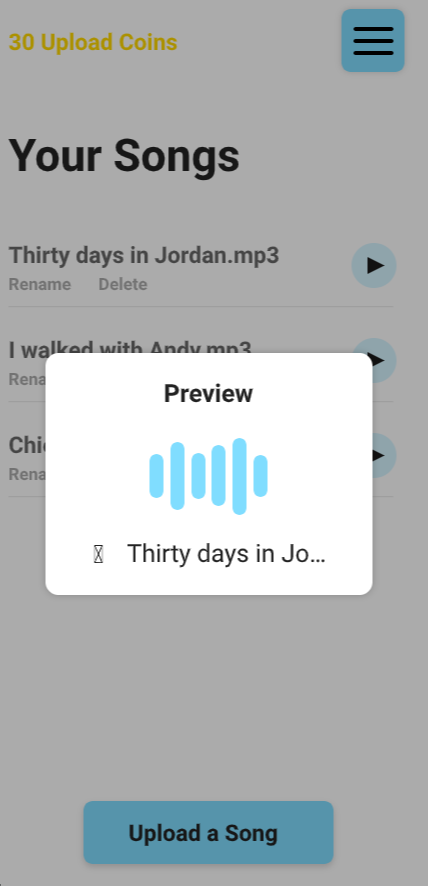 30 Upload Coins
Your Songs
Thirty days in Jordan.mp3
Rename Delete
I walked with Andy.mp3
Preview
Thirty days in Jo...
Upload a Song